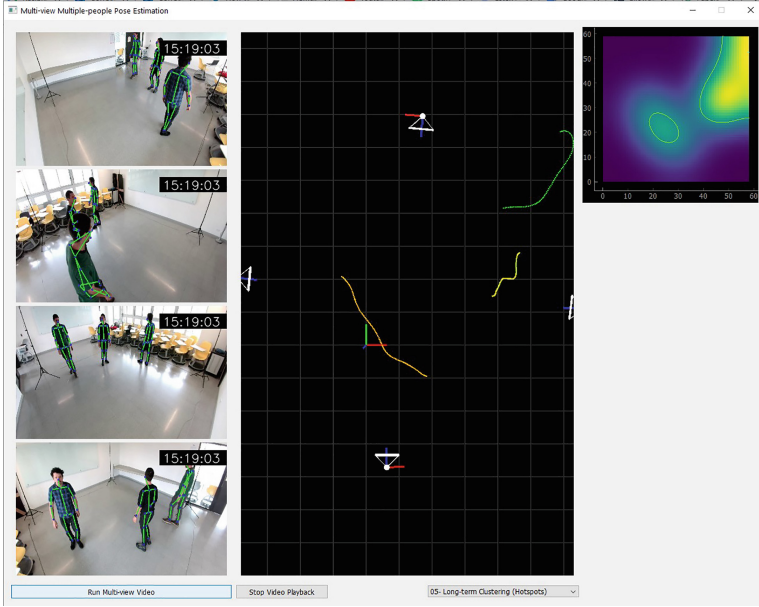 Multi-view Multiple-people Pose Estimation
15:19:03
15:19:03
15:19:03
15:19:03
60
50
40
30
20
10
0
0 10 20 30 40 50 60
Run Multi-view Video
Stop Video Playback
05- Long-term Clustering (Hotspots)